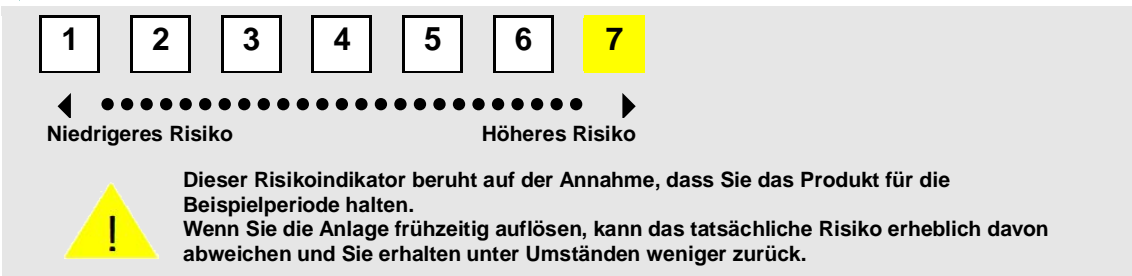 1 2 3 4 5 6 7
Niedrigeres Risiko Höheres Risiko
! Dieser Risikoindikator beruht auf der Annahme, dass Sie das Produkt für die
Beispielperiode halten.
Wenn Sie die Anlage frühzeitig auflösen, kann das tatsächliche Risiko erheblich davon
abweichen und Sie erhalten unter Umständen weniger zurück.